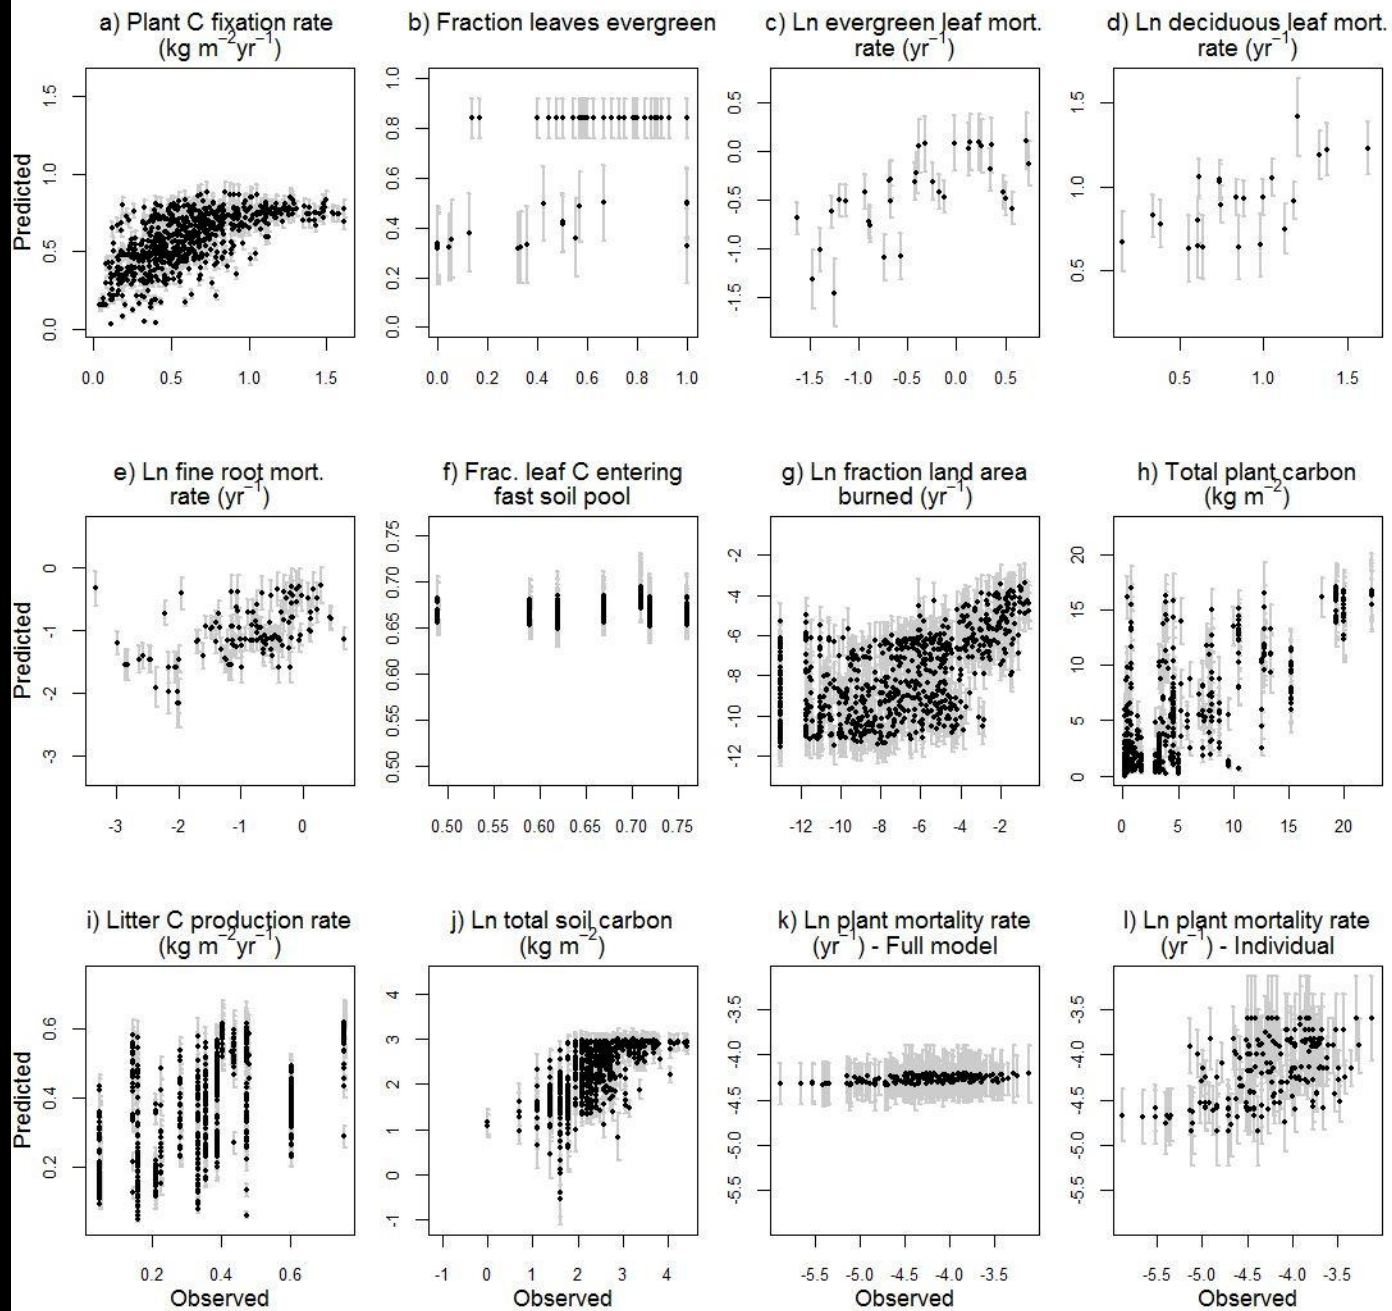 a) Plant C fixation rate
(kg m⁻²yr⁻¹)
b) Fraction leaves evergreen
c) Ln evergreen leaf mort.
rate (yr⁻¹)
d) Ln deciduous leaf mort.
rate (yr⁻¹)
Predicted
1.5
1.0
0.5
0.0
0.0 0.5 1.0 1.5
1.0
0.8
0.6
0.4
0.2
0.0
0.0 0.2 0.4 0.6 0.8 1.0
0.5
0.0
-0.5
-1.0
-1.5
-1.5 -1.0 -0.5 0.0 0.5
1.5
1.0
0.5
0.5 1.0 1.5
e) Ln fine root mort.
rate (yr⁻¹)
f) Frac. leaf C entering
fast soil pool
g) Ln fraction land area
burned (yr⁻¹)
h) Total plant carbon
(kg m⁻²)
Predicted
0
-1
-2
-3
-3 -2 -1 0
0.75
0.70
0.65
0.60
0.55
0.50
0.50 0.55 0.60 0.65 0.70 0.75
-2
-4
-6
-8
-10
-12
-12 -10 -8 -6 -4 -2
20
15
10
5
0
0 5 10 15 20
i) Litter C production rate
(kg m⁻²yr⁻¹)
j) Ln total soil carbon
(kg m⁻²)
k) Ln plant mortality rate
(yr⁻¹) - Full model
l) Ln plant mortality rate
(yr⁻¹) - Individual
Predicted
0.6
0.4
0.2
0.2 0.4 0.6
Observed
4
3
2
1
0
-1
-1 0 1 2 3 4
Observed
-3.5
-4.0
-4.5
-5.0
-5.5
-5.5 -5.0 -4.5 -4.0 -3.5
Observed
-3.5
-4.0
-4.5
-5.0
-5.5
-5.5 -5.0 -4.5 -4.0 -3.5
Observed